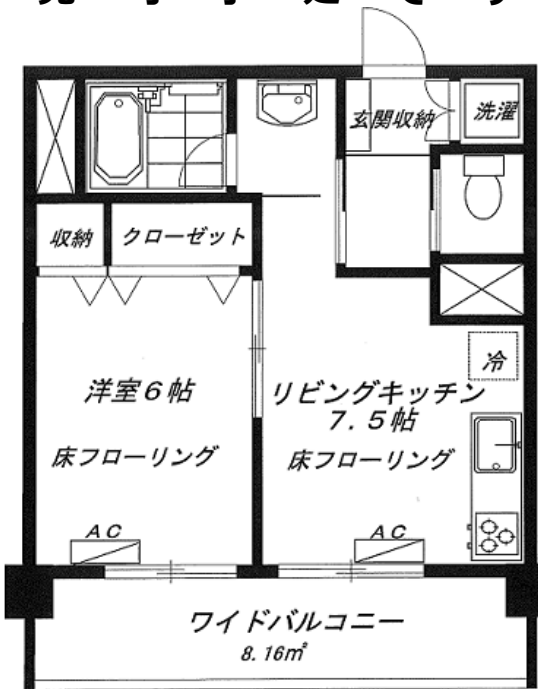 玄関収納
洗濯
収納
クローゼット
洋室6帖
床フローリング
リビングキッチン
7.5帖
床フローリング
冷
AC
AC
ワイドバルコニー
8.16㎡